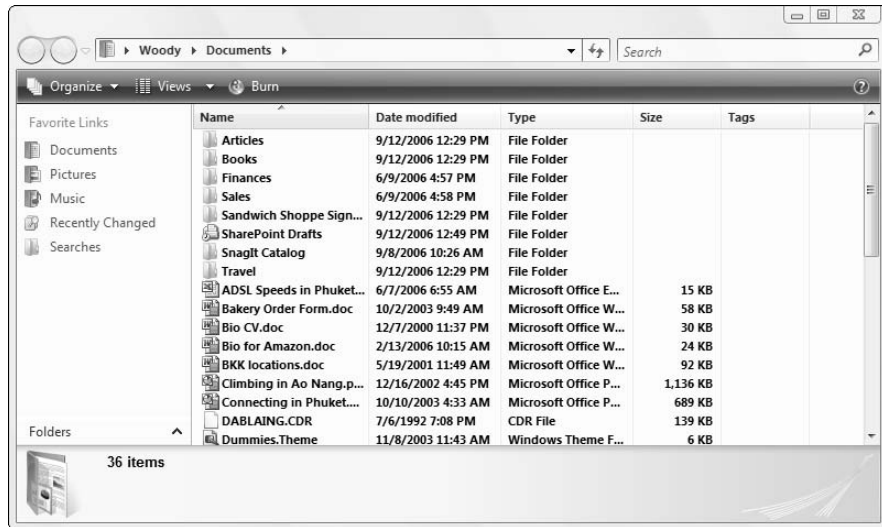 Woody Documents Search
Organize Views Burn
Favorite Links
Documents
Pictures
Music
Recently Changed
Searches
Folders
Name Date modified Type Size Tags
Articles 9/12/2006 12:29 PM File Folder
Books 9/12/2006 12:29 PM File Folder
Finances 6/9/2006 4:57 PM File Folder
Sales 6/9/2006 4:58 PM File Folder
Sandwich Shoppe Sign... 9/12/2006 12:29 PM File Folder
SharePoint Drafts 9/12/2006 12:49 PM File Folder
SnagIt Catalog 9/8/2006 10:26 AM File Folder
Travel 9/12/2006 12:29 PM File Folder
ADSL Speeds in Phuket... 6/7/2006 6:55 AM Microsoft Office E... 15 KB
Bakery Order Form.doc 10/2/2003 9:49 AM Microsoft Office W... 58 KB
Bio CV.doc 12/7/2000 11:37 PM Microsoft Office W... 30 KB
Bio for Amazon.doc 2/13/2006 10:15 AM Microsoft Office W... 24 KB
BKK locations.doc 5/19/2001 11:49 AM Microsoft Office W... 92 KB
Climbing in Ao Nang.p... 12/16/2002 4:45 PM Microsoft Office P... 1,136 KB
Connecting in Phuket.... 10/10/2003 4:33 AM Microsoft Office P... 689 KB
DABLAING.CDR 7/6/1992 7:08 PM CDR File 139 KB
Dummies.Theme 11/8/2003 11:43 AM Windows Theme F... 6 KB
36 items